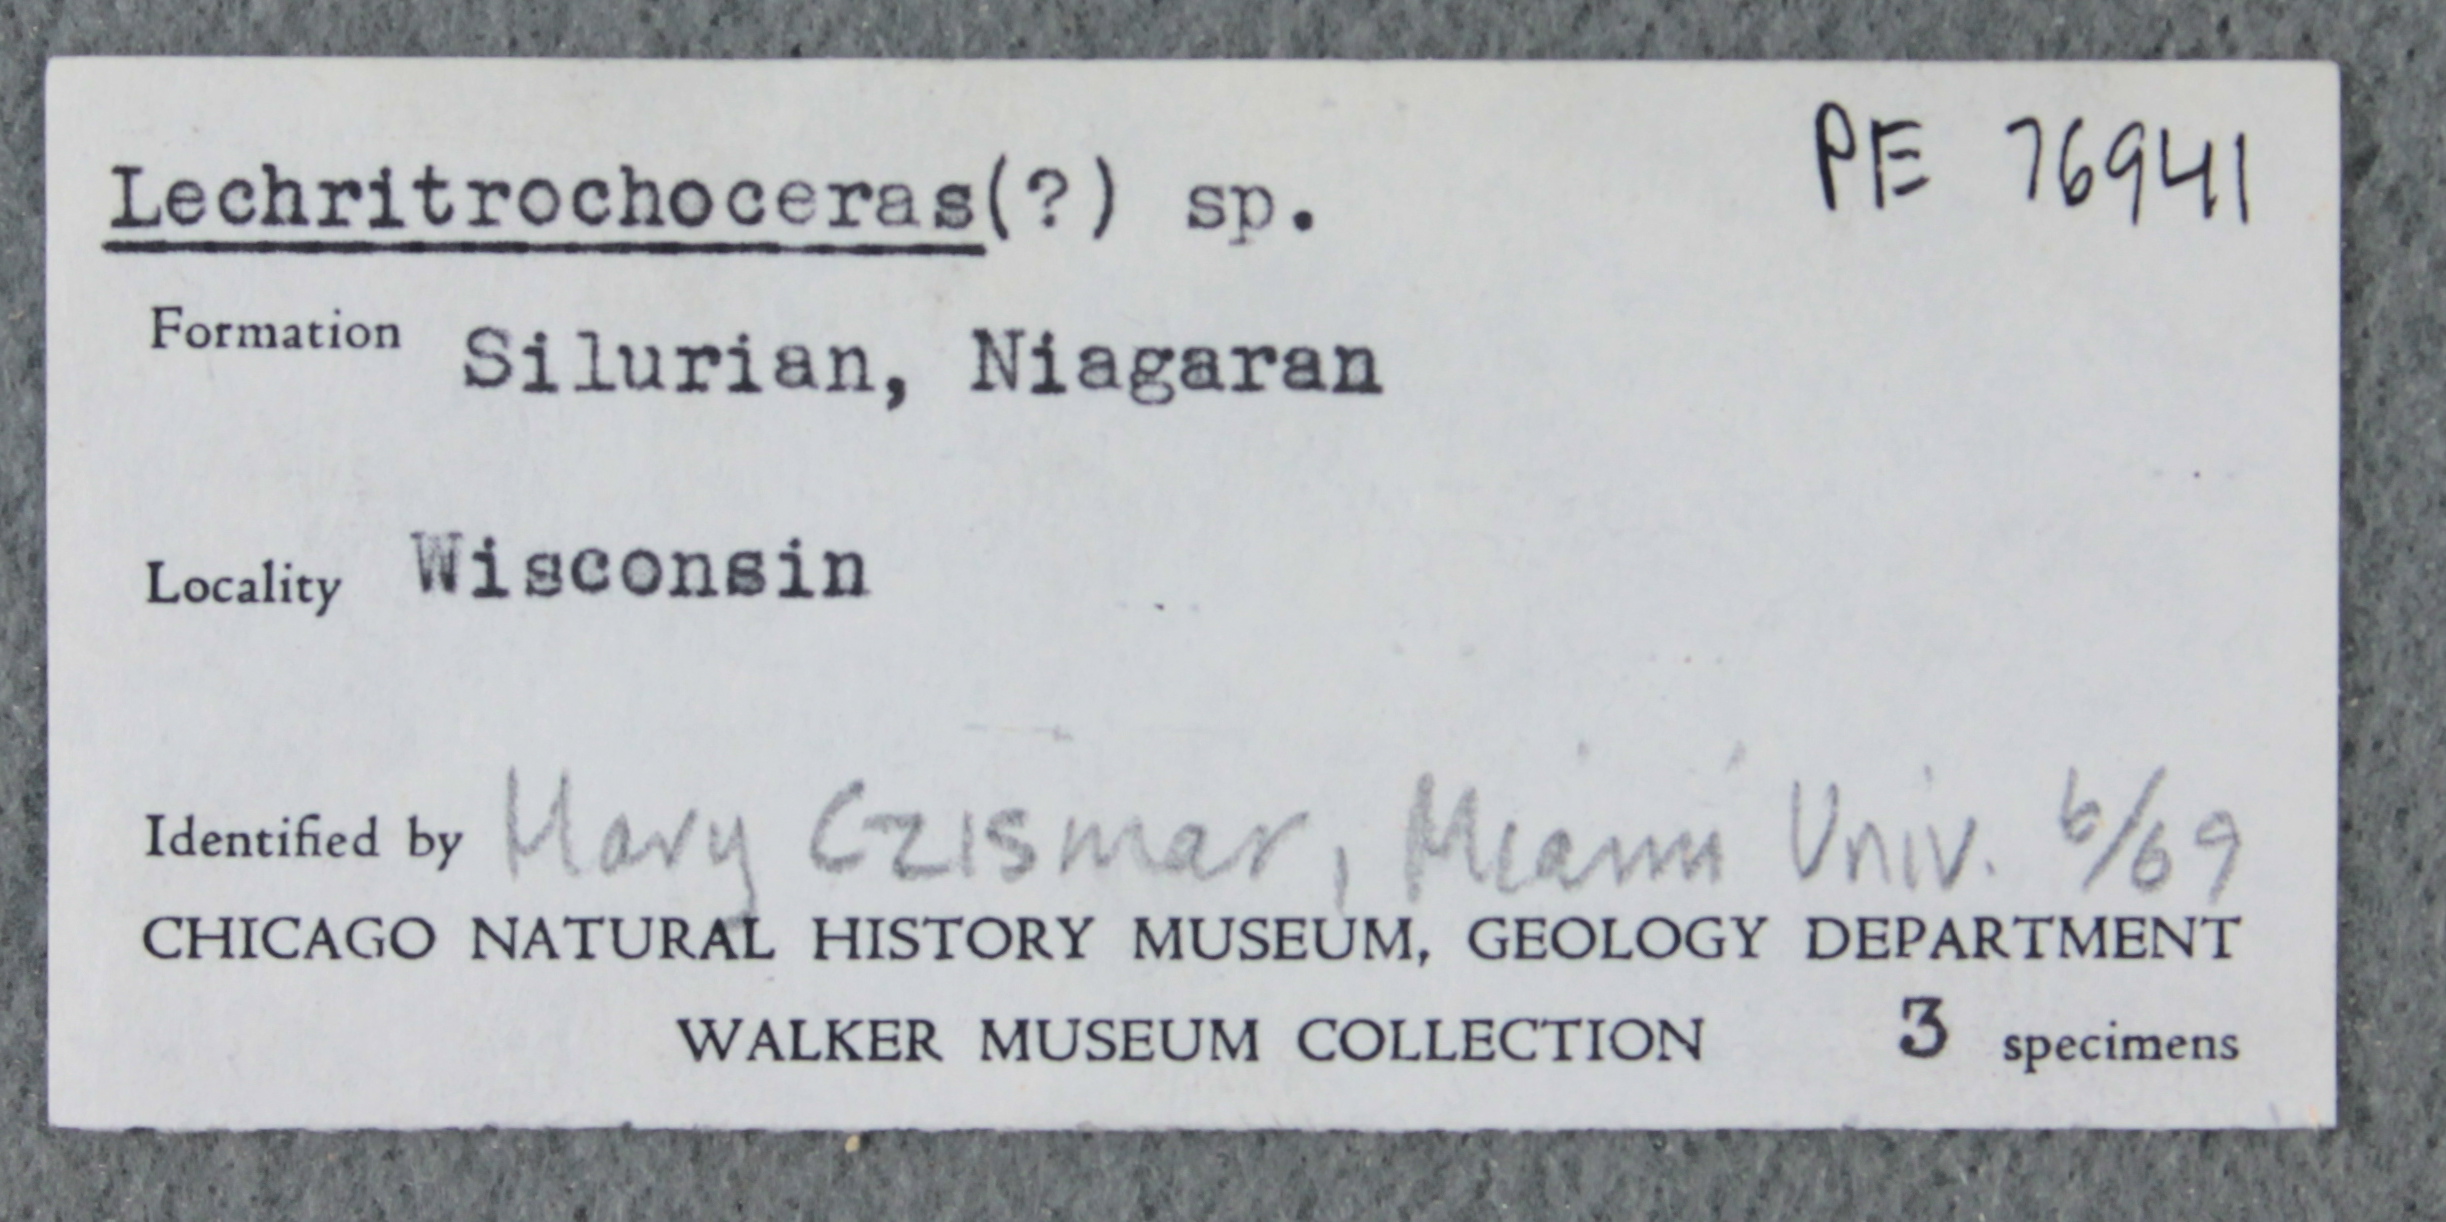 Lechritrochoceras(?) sp.
PE 76941
Formation Silurian, Niagaran
Locality Wisconsin
Identified by Mary Czismar, Miami Univ. 6/69
CHICAGO NATURAL HISTORY MUSEUM, GEOLOGY DEPARTMENT
WALKER MUSEUM COLLECTION 3 specimens